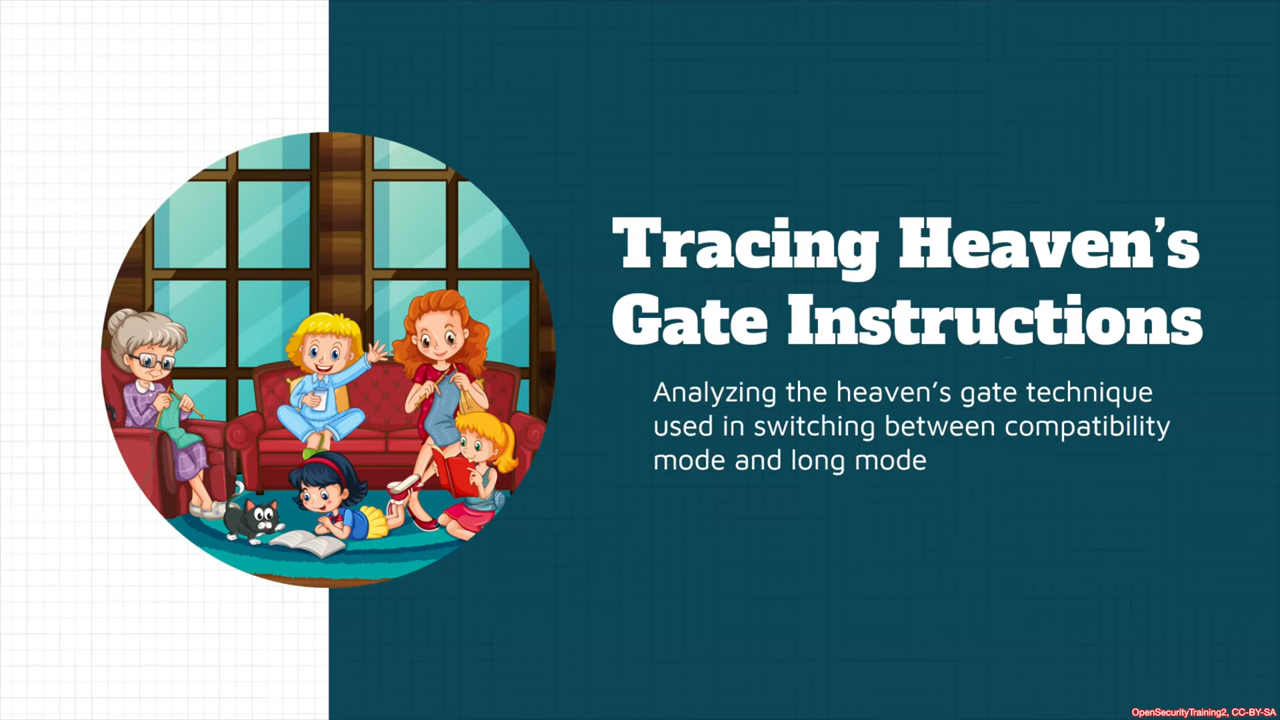 Tracing Heaven’s
Gate Instructions
Analyzing the heaven’s gate technique
used in switching between compatibility
mode and long mode
OpenSecurityTraining2, CC-BY-SA